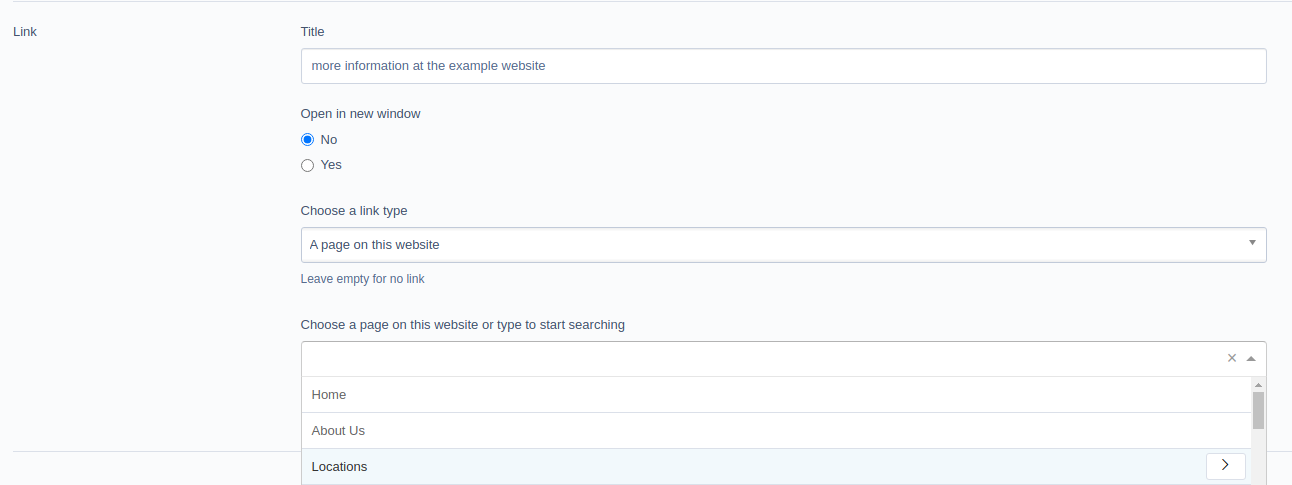 Link
Title
more information at the example website
Open in new window
No
Yes
Choose a link type
A page on this website
Leave empty for no link
Choose a page on this website or type to start searching
Home
About Us
Locations